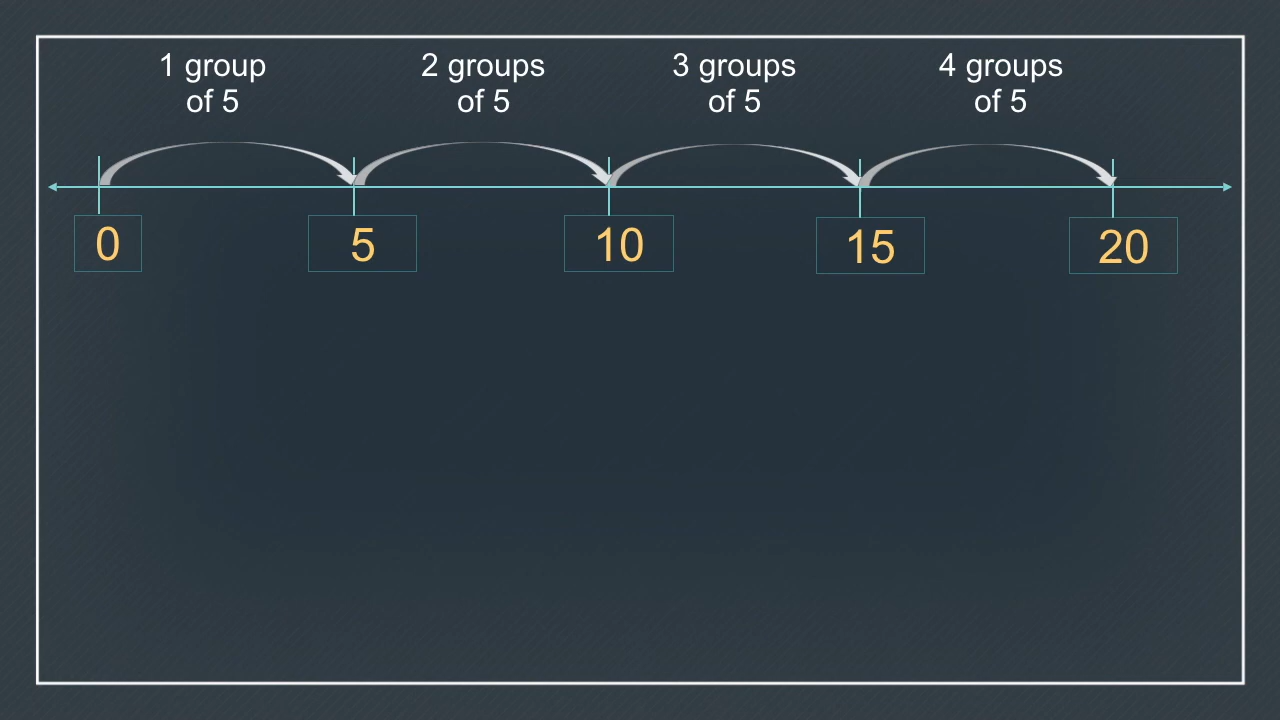 1 group
of 5
2 groups
of 5
3 groups
of 5
4 groups
of 5
0
5
10
15
20